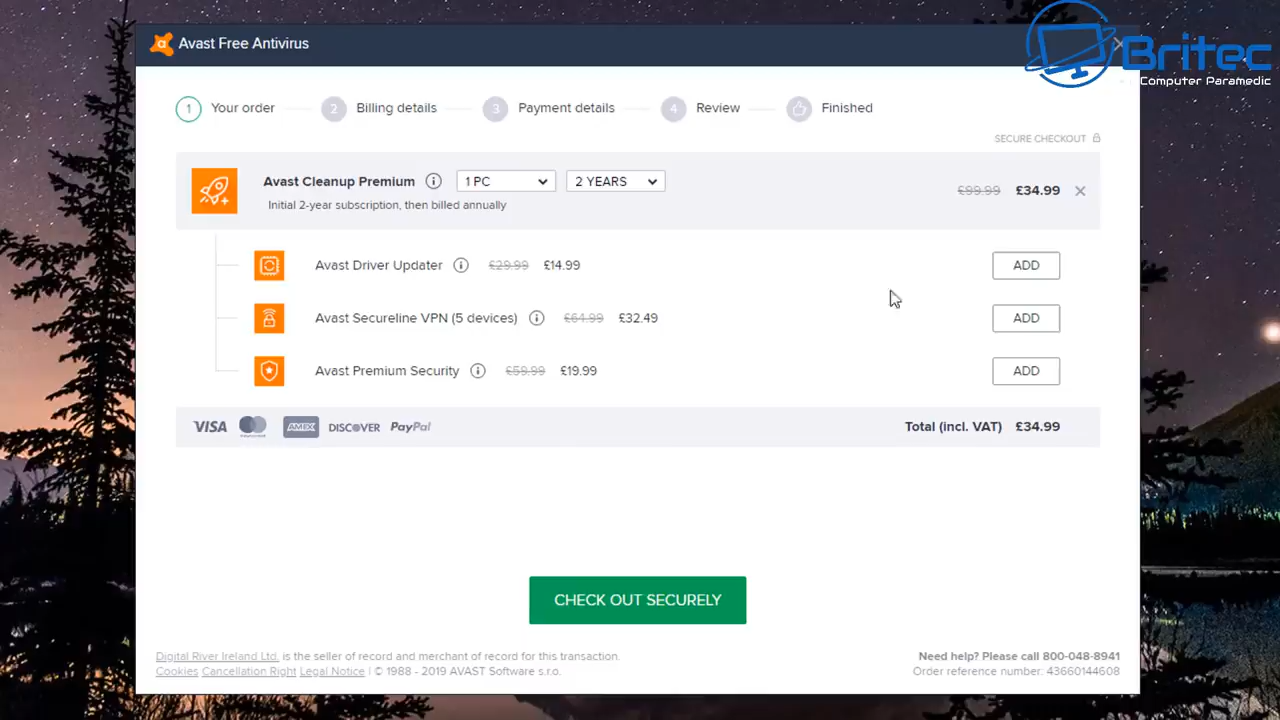 Avast Free Antivirus
Britec
Computer Paramedic
1 Your order 2 Billing details 3 Payment details 4 Review Finished
SECURE CHECKOUT
Avast Cleanup Premium 1 PC 2 YEARS £99.99 £34.99
Initial 2-year subscription, then billed annually
Avast Driver Updater £29.99 £14.99 ADD
Avast Secureline VPN (5 devices) £64.99 £32.49 ADD
Avast Premium Security £59.99 £19.99 ADD
VISA AMEX DISCOVER PayPal Total (incl. VAT) £34.99
CHECK OUT SECURELY
Digital River Ireland Ltd. is the seller of record and merchant of record for this transaction. Need help? Please call 800-048-8941
Cookies Cancellation Right Legal Notice | © 1988 - 2019 AVAST Software s.r.o. Order reference number: 43660144608